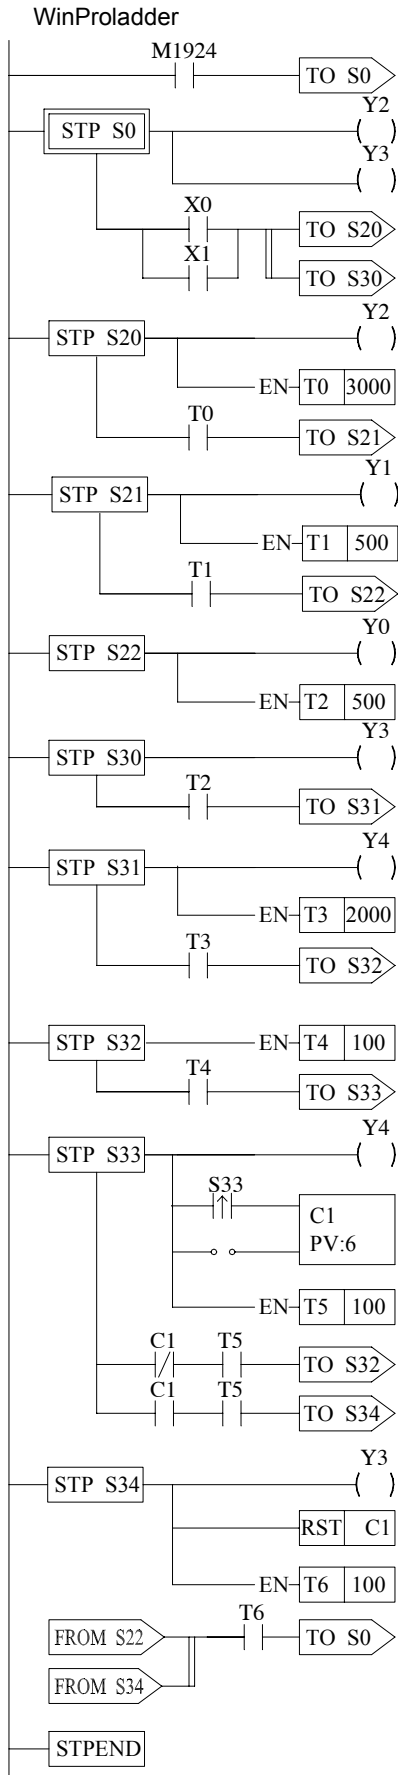 WinProladder
M1924
TO S0
STP S0
Y2
Y3
X0
TO S20
X1
TO S30
STP S20
Y2
EN T0 3000
T0
TO S21
STP S21
Y1
EN T1 500
T1
TO S22
STP S22
Y0
EN T2 500
STP S30
Y3
T2
TO S31
STP S31
Y4
EN T3 2000
T3
TO S32
STP S32
EN T4 100
T4
TO S33
STP S33
Y4
S33
C1
PV:6
EN T5 100
C1 T5
TO S32
C1 T5
TO S34
STP S34
Y3
RST C1
EN T6 100
FROM S22
T6
TO S0
FROM S34
STPEND